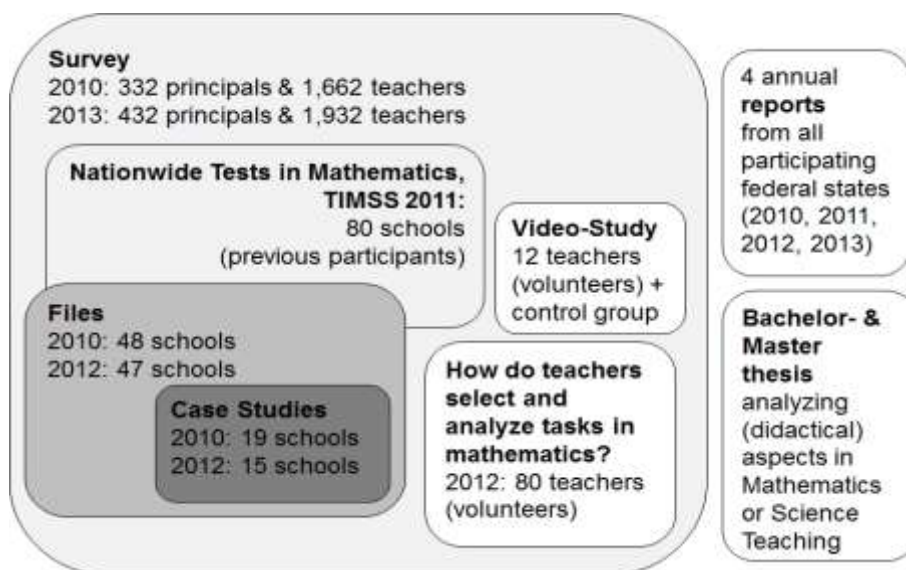 Survey
2010: 332 principals & 1,662 teachers
2013: 432 principals & 1,932 teachers
Nationwide Tests in Mathematics,
TIMSS 2011:
80 schools
(previous participants)
Files
2010: 48 schools
2012: 47 schools
Case Studies
2010: 19 schools
2012: 15 schools
Video-Study
12 teachers
(volunteers) +
control group
How do teachers
select and
analyze tasks in
mathematics?
2012: 80 teachers
(volunteers)
4 annual
reports
from all
participating
federal states
(2010, 2011,
2012, 2013)
Bachelor- &
Master
thesis
analyzing
(didactical)
aspects in
Mathematics
or Science
Teaching